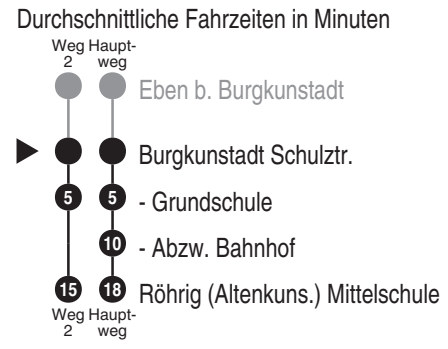 Durchschnittliche Fahrzeiten in Minuten
Weg Haupt-
2 weg
Eben b. Burgkunstadt
Burgkunstadt Schulztr.
5 5 - Grundschule
10 - Abzw. Bahnhof
15 18 Röhrig (Altenkuns.) Mittelschule
Weg Haupt-
2 weg